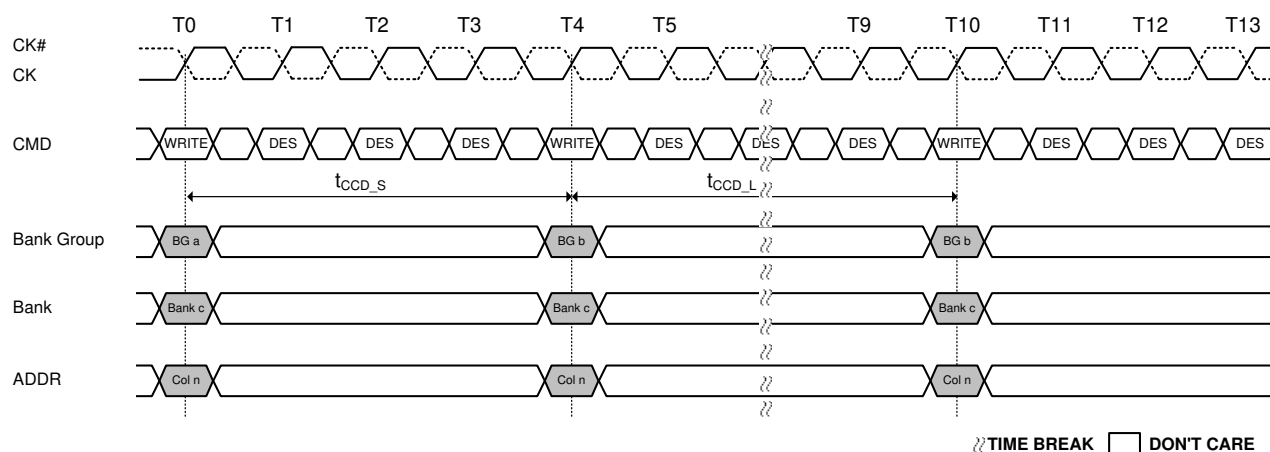 T0 T1 T2 T3 T4 T5 T9 T10 T11 T12 T13
CK#
CK
CMD WRITE DES DES DES WRITE DES DES DES WRITE DES DES DES
tCCD_S tCCD_L
Bank Group BG a BG b BG b
Bank Bank c Bank c Bank c
ADDR Col n Col n Col n
TIME BREAK DON'T CARE